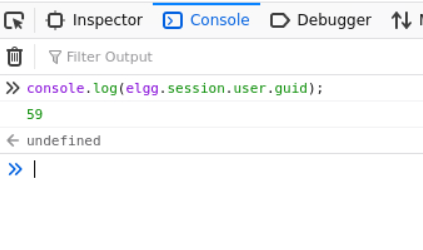 Inspector Console Debugger
Filter Output
console.log(elgg.session.user.guid);
59
undefined